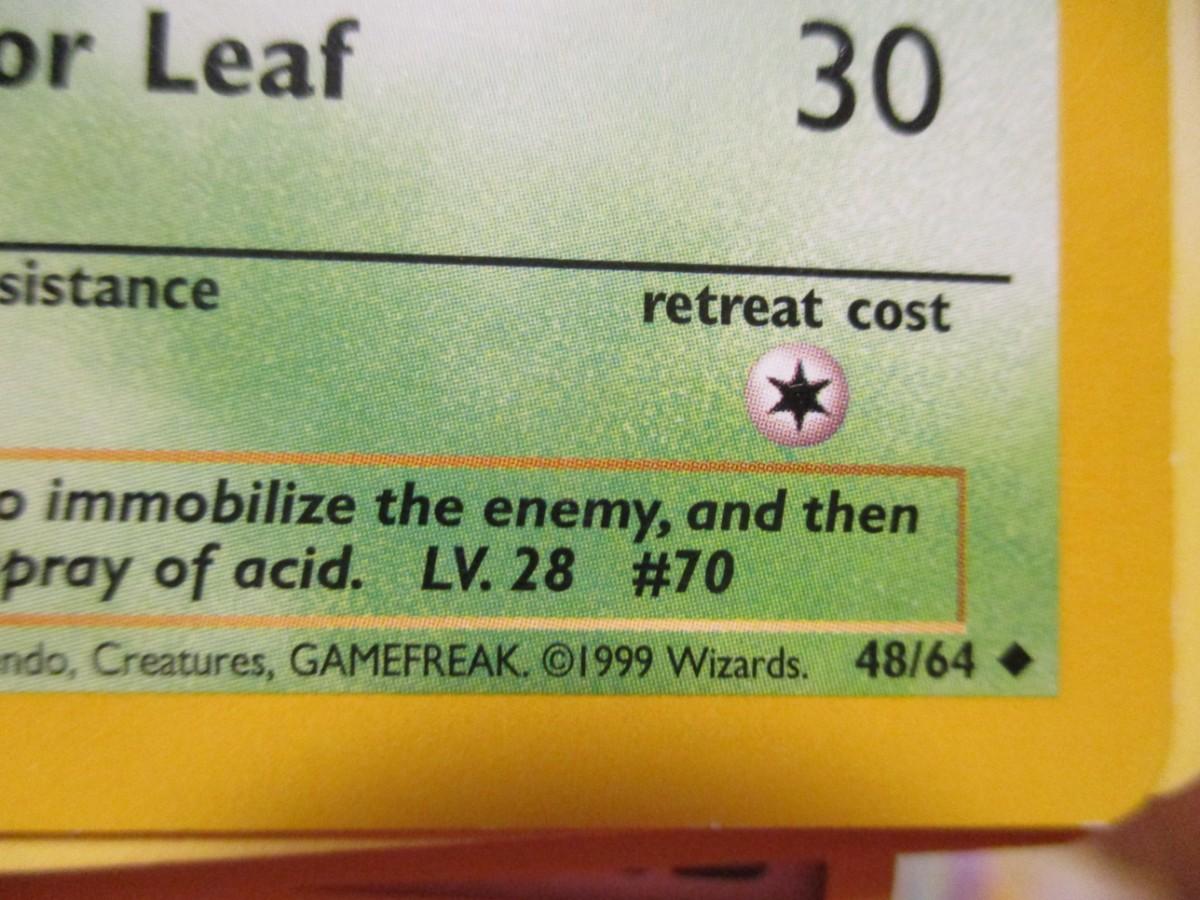 or Leaf 30
sistance retreat cost
o immobilize the enemy, and then
pray of acid. LV. 28 #70
ndo, Creatures, GAMEFREAK. ©1999 Wizards. 48/64 ◆